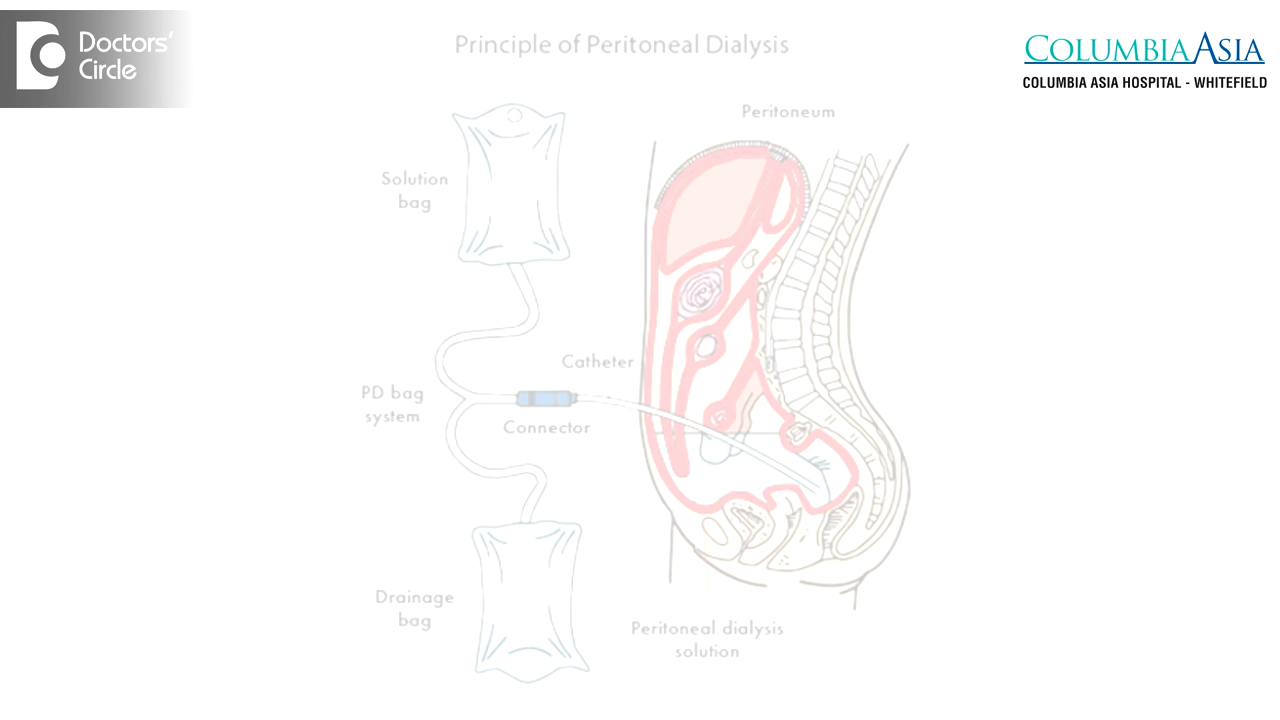 Doctors'
Circle
Principle of Peritoneal Dialysis
COLUMBIA ASIA
COLUMBIA ASIA HOSPITAL - WHITEFIELD
Peritoneum
Solution
bag
Catheter
PD bag
system
Connector
Drainage
bag
Peritoneal dialysis
solution